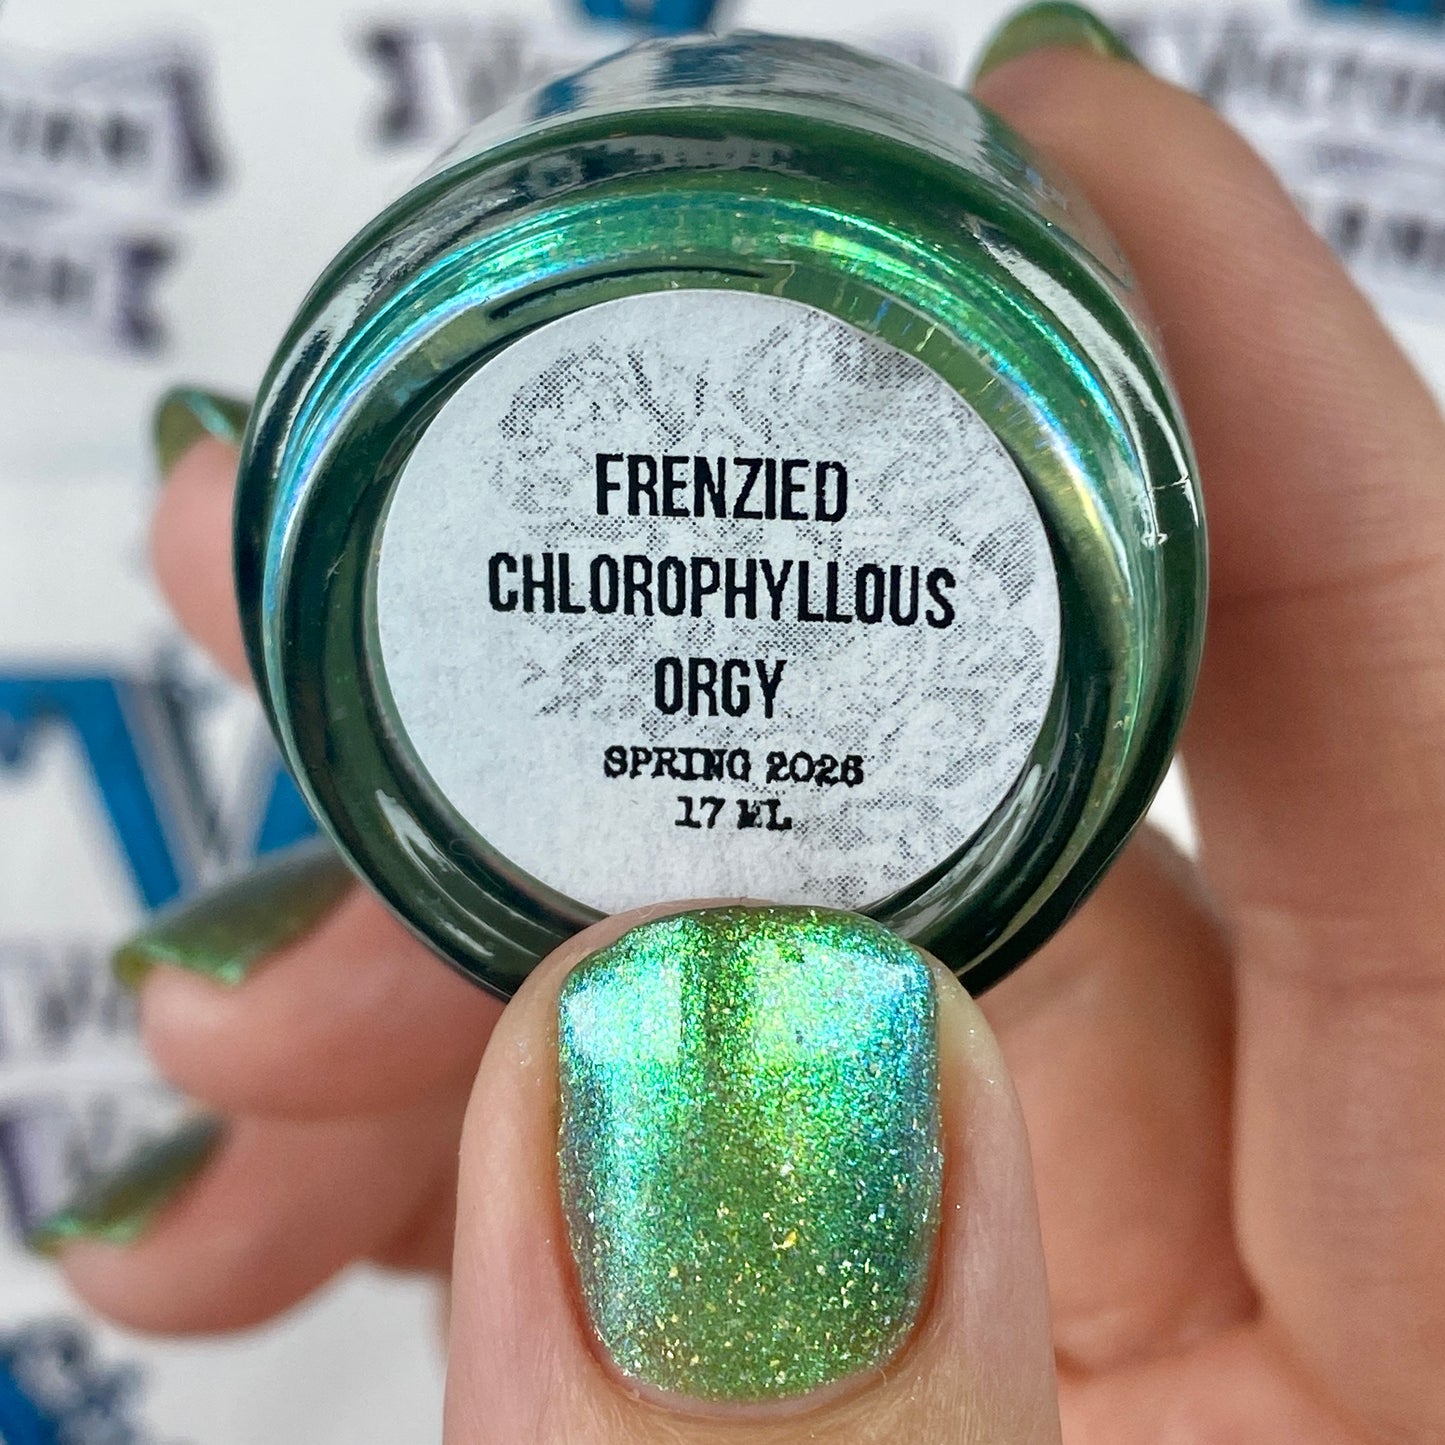 FRENZIED
CHLOROPHYLLOUS
ORGY
SPRING 2026
17 ML